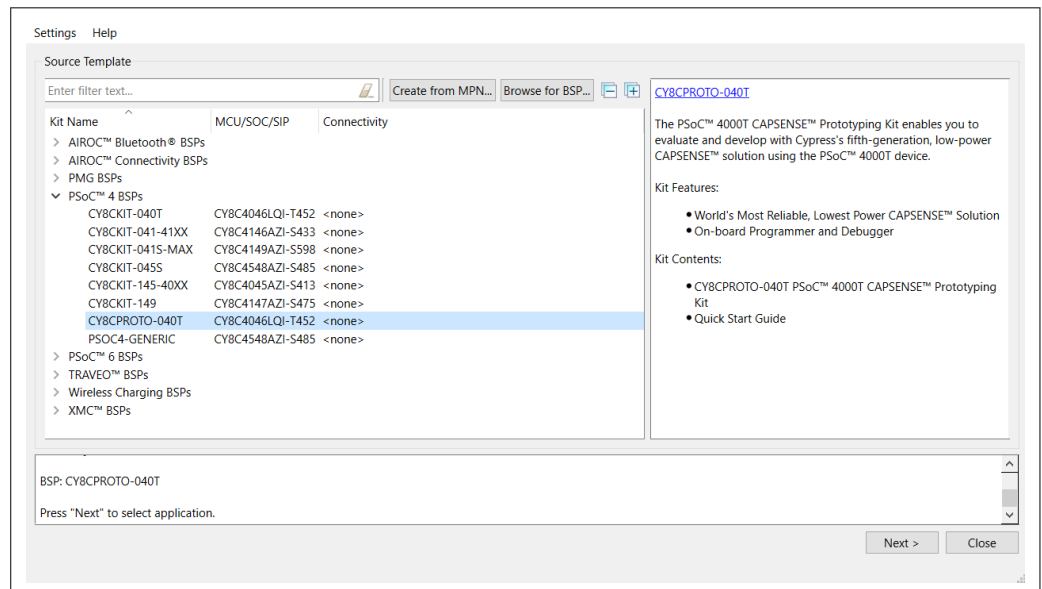 Settings Help
Source Template
Enter filter text...
Create from MPN... Browse for BSP...
Kit Name MCU/SOC/SIP Connectivity
AIROC™ Bluetooth® BSPs
AIROC™ Connectivity BSPs
PMG BSPs
PSoC™ 4 BSPs
CY8CKIT-040T CY8C4046LQI-T452 <none>
CY8CKIT-041-41XX CY8C4146AZI-S433 <none>
CY8CKIT-041S-MAX CY8C4149AZI-S598 <none>
CY8CKIT-045S CY8C4548AZI-S485 <none>
CY8CKIT-145-40XX CY8C4045AZI-S413 <none>
CY8CKIT-149 CY8C4147AZI-S475 <none>
CY8CPROTO-040T CY8C4046LQI-T452 <none>
PSOC4-GENERIC CY8C4548AZI-S485 <none>
PSoC™ 6 BSPs
TRAVEO™ BSPs
Wireless Charging BSPs
XMC™ BSPs
CY8CPROTO-040T
The PSoC™ 4000T CAPSENSE™ Prototyping Kit enables you to
evaluate and develop with Cypress's fifth-generation, low-power
CAPSENSE™ solution using the PSoC™ 4000T device.
Kit Features:
● World's Most Reliable, Lowest Power CAPSENSE™ Solution
● On-board Programmer and Debugger
Kit Contents:
● CY8CPROTO-040T PSoC™ 4000T CAPSENSE™ Prototyping
Kit
● Quick Start Guide
BSP: CY8CPROTO-040T
Press "Next" to select application.
Next > Close